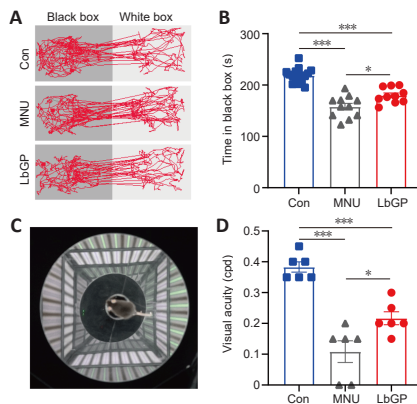 A
Black box White box
Con
MNU
LbGP
B
Time in black box (s)
300
200
100
0
***
***
*
Con MNU LbGP
C
D
Visual acuity (cpd)
0.5
0.4
0.3
0.2
0.1
0
***
***
*
Con MNU LbGP